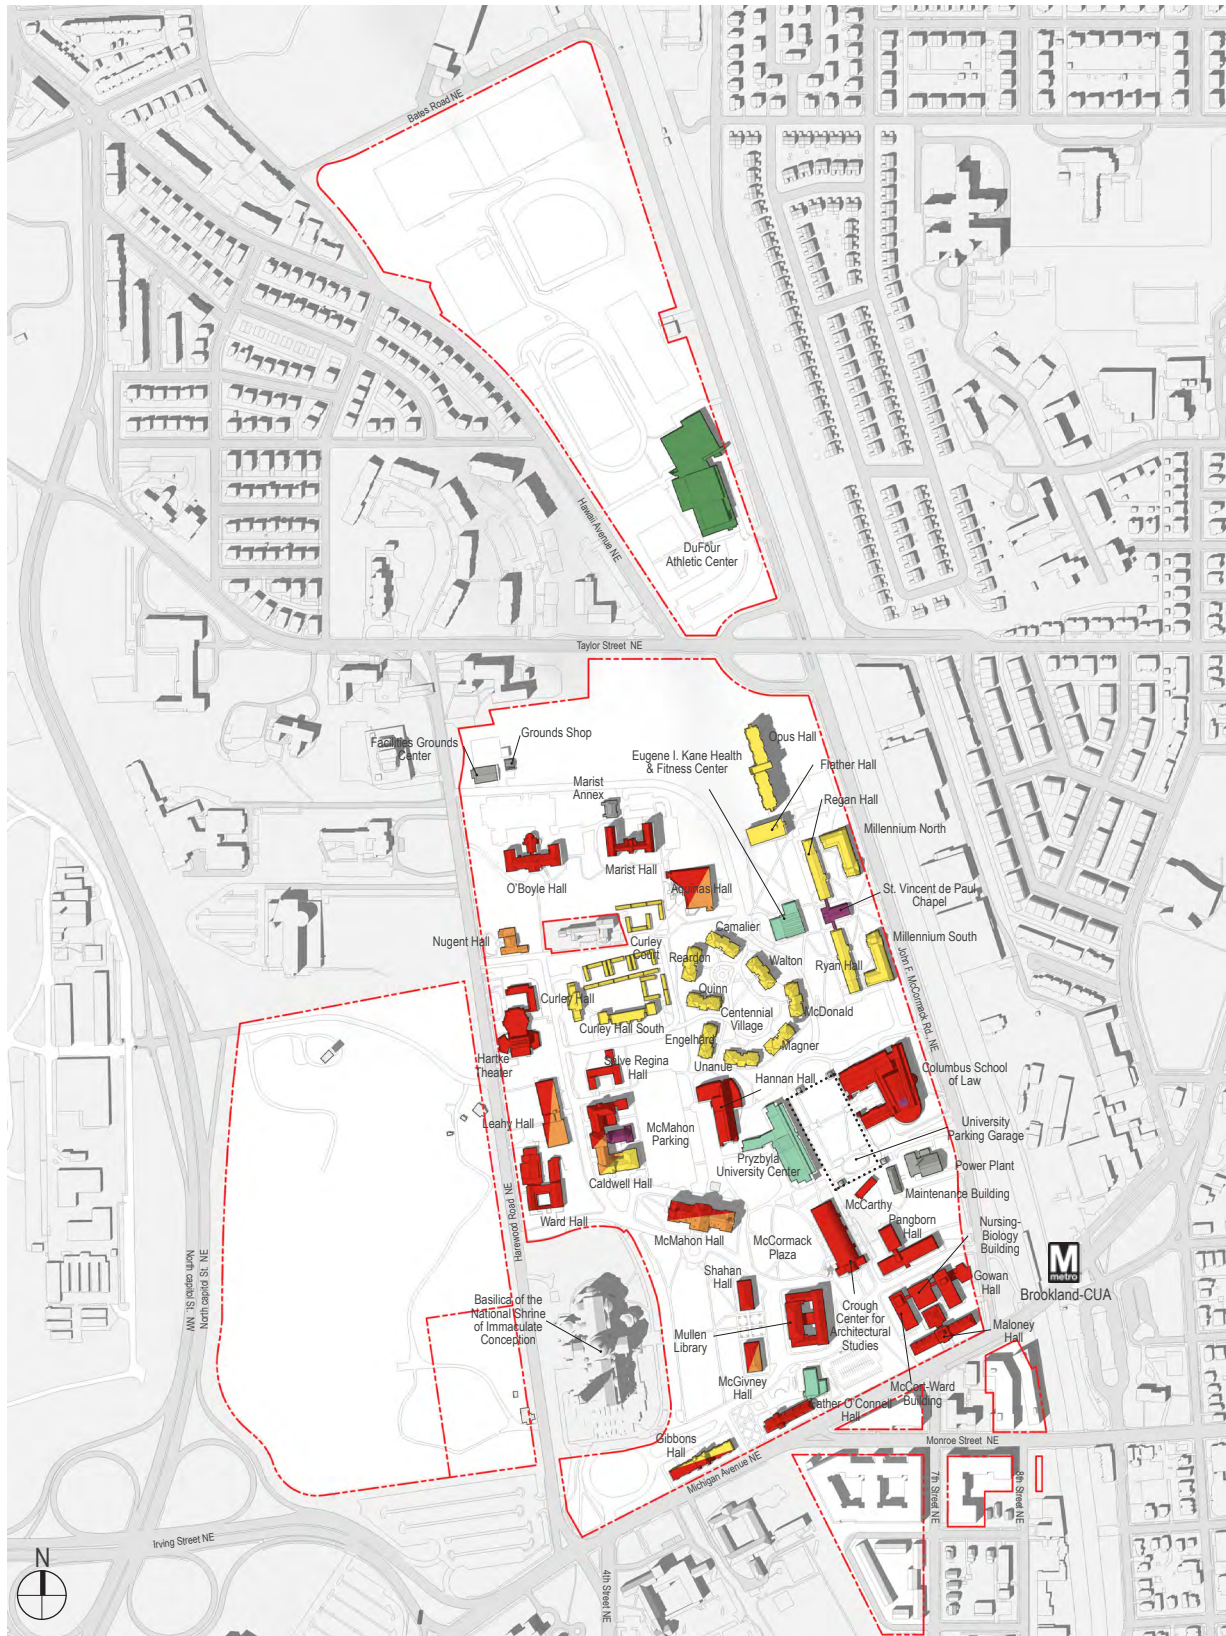 Bates Road NE
Hawaii Avenue NE
DuFour
Athletic Center
Taylor Street NE
Facilities Grounds
Center
Grounds Shop
Eugene I. Kane Health
& Fitness Center
Opus Hall
Flather Hall
Marist
Annex
Regan Hall
Millennium North
O'Boyle Hall
Marist Hall
Aquinas Hall
St. Vincent de Paul
Chapel
Nugent Hall
Curley
Court
Camalier
Millennium South
Reardon
Walton
Ryan Hall
John F. McCormack Rd., NE
Curley Hall
Quinn
Centennial
Village
McDonald
Curley Hall South
Engelhard
Magner
Unanue
Hartke
Theater
Salve Regina
Hall
Hannan Hall
Columbus School
of Law
Leahy Hall
McMahon
Parking
University
Parking Garage
Pryzbyla
University Center
Power Plant
Caldwell Hall
McCarthy
Maintenance Building
Harewood Road NE
Ward Hall
McMahon Hall
McCormack
Plaza
Pangborn
Hall
Nursing-
Biology
Building
North capitol St. NW
North capitol St. NE
M
metro
Brookland-CUA
Shahan
Hall
Gowan
Hall
Basilica of the
National Shrine
of Immaculate
Conception
Mullen
Library
Crough
Center for
Architectural
Studies
Maloney
Hall
McGivney
Hall
McCort-Ward
Building
Father O'Connell
Hall
Gibbons
Hall
Monroe Street NE
Michigan Avenue NE
7th Street NE
8th Street NE
Irving Street NE
4th Street NE
N